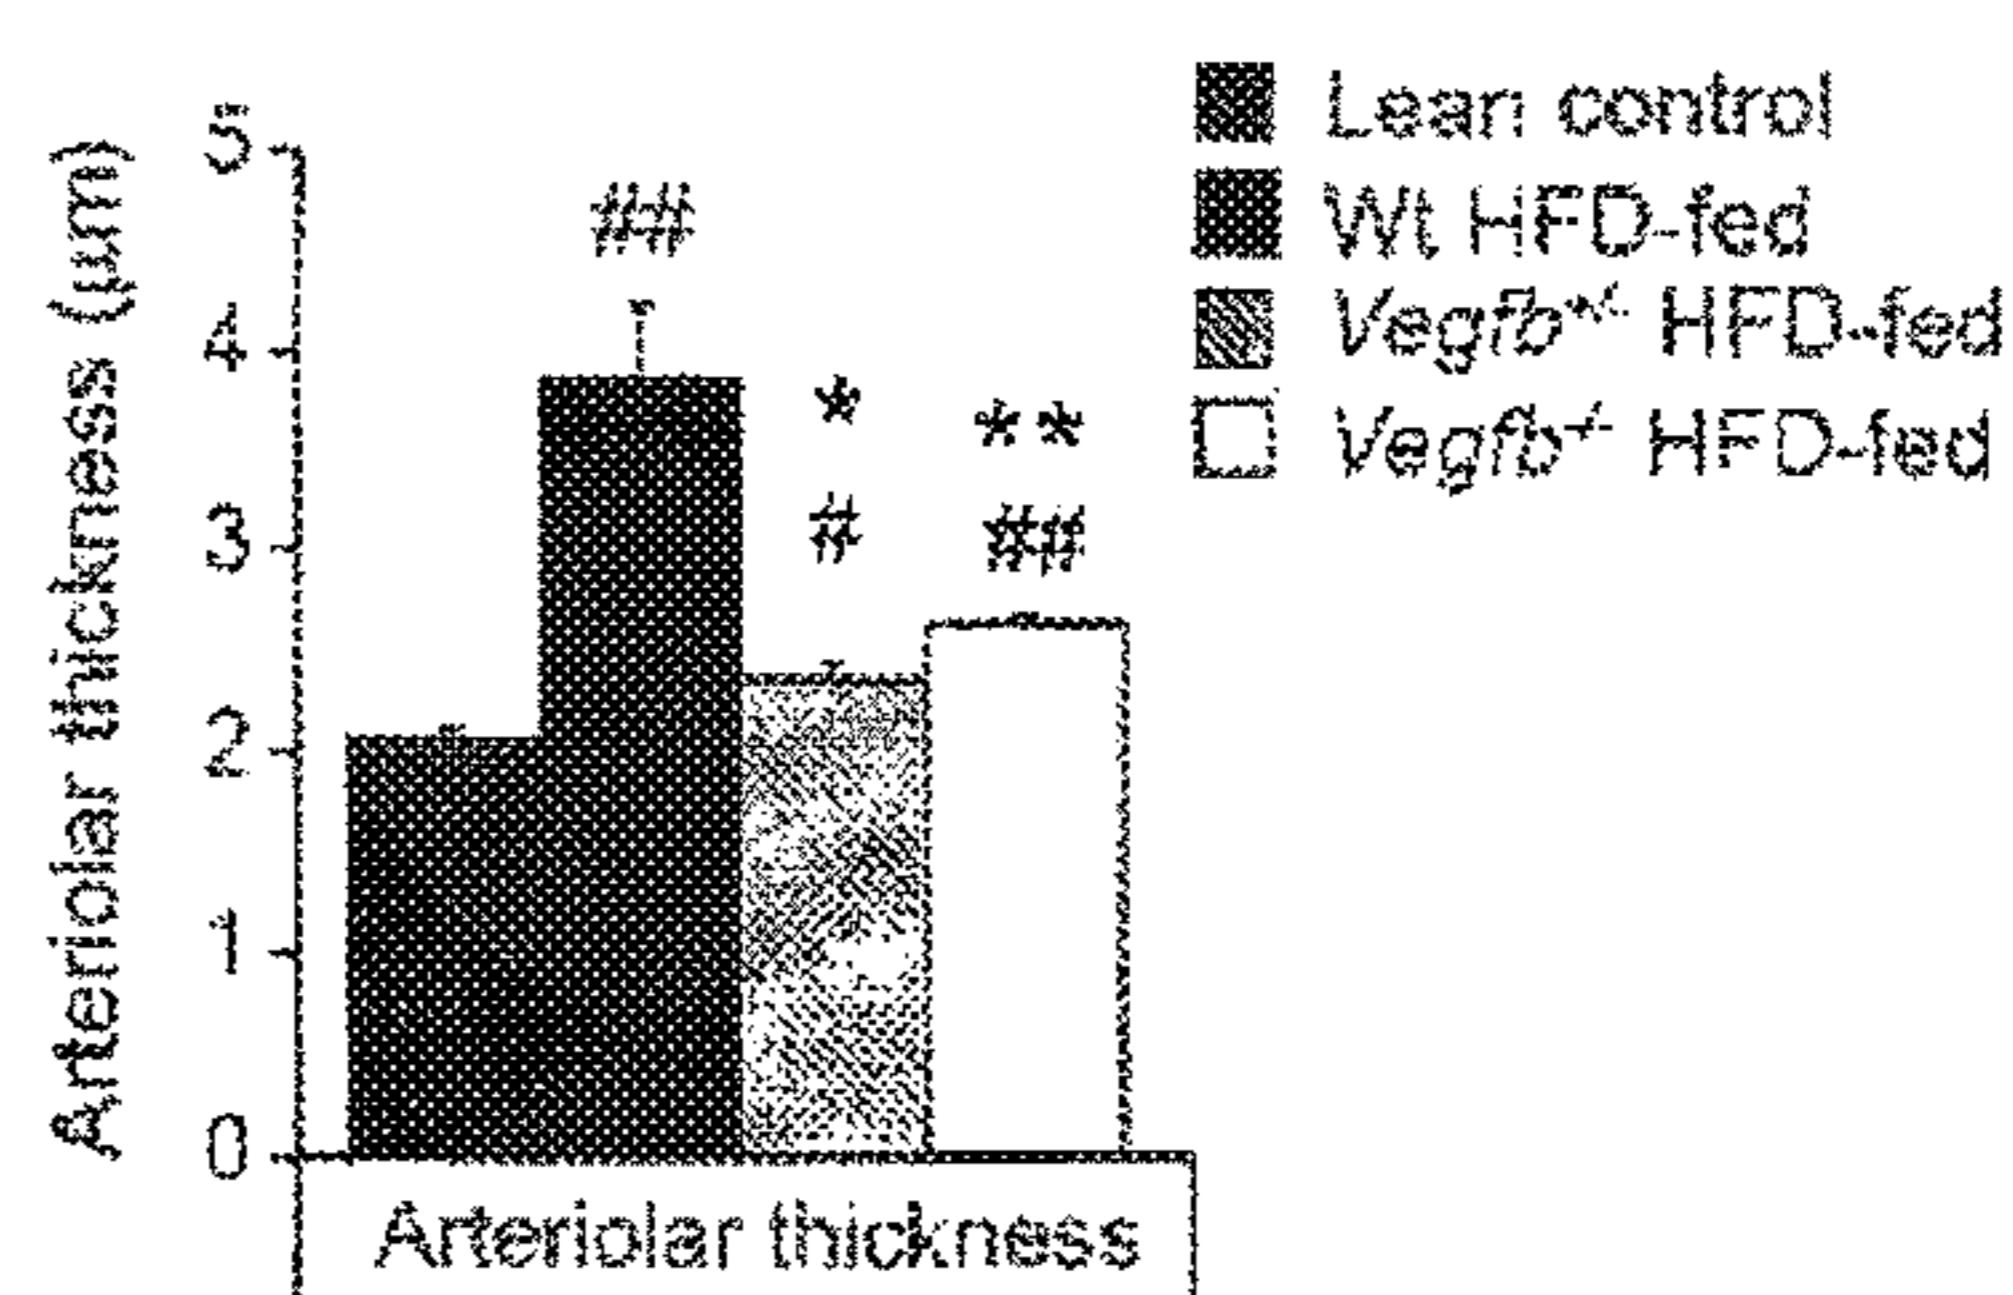 Arteriolar thickness (μm)
5
4
3
2
1
0
##
*
#
**
##
Arteriolar thickness
Lean control
Wt HFD-fed
Vegfb+/- HFD-fed
Vegfb-/- HFD-fed